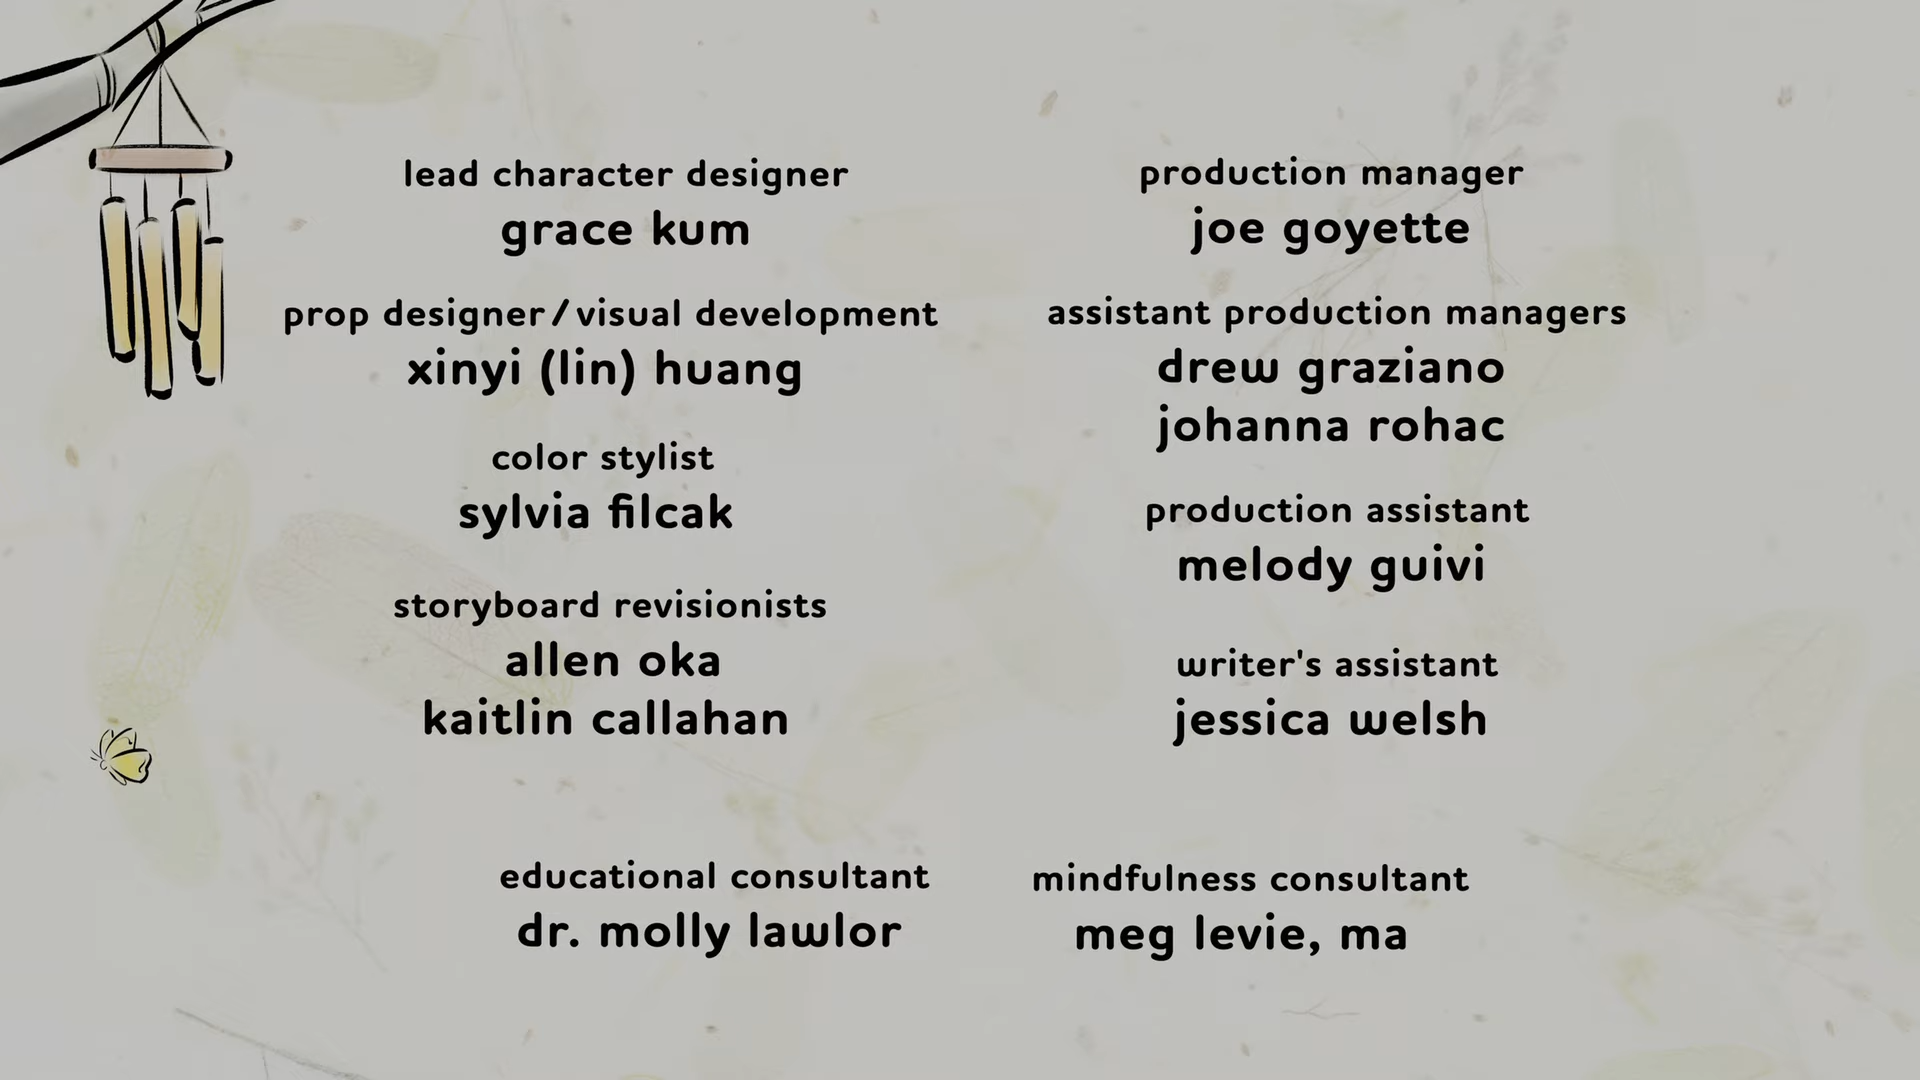 lead character designer
grace kum
prop designer/visual development
xinyi (lin) huang
color stylist
sylvia filcak
storyboard revisionists
allen oka
kaitlin callahan
production manager
joe goyette
assistant production managers
drew graziano
johanna rohac
production assistant
melody guivi
writer's assistant
jessica welsh
educational consultant
dr. molly lawlor
mindfulness consultant
meg levie, ma